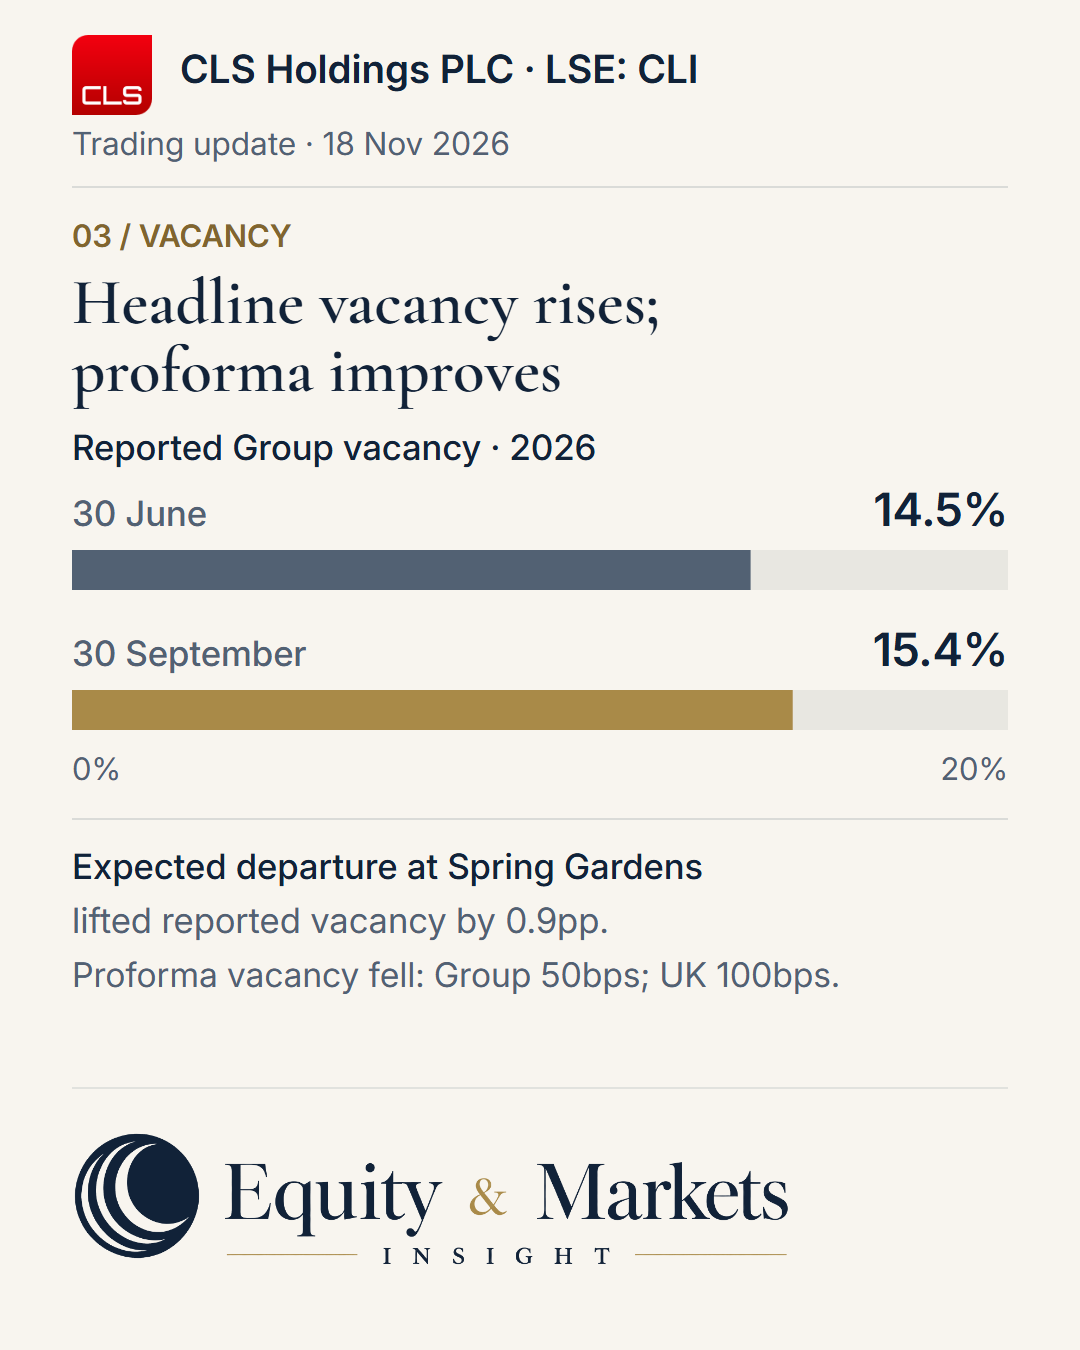 CLS
CLS Holdings PLC · LSE: CLI
Trading update · 18 Nov 2026
03 / VACANCY
Headline vacancy rises;
proforma improves
Reported Group vacancy · 2026
30 June 14.5%
30 September 15.4%
0% 20%
Expected departure at Spring Gardens
lifted reported vacancy by 0.9pp.
Proforma vacancy fell: Group 50bps; UK 100bps.
Equity & Markets
INSIGHT